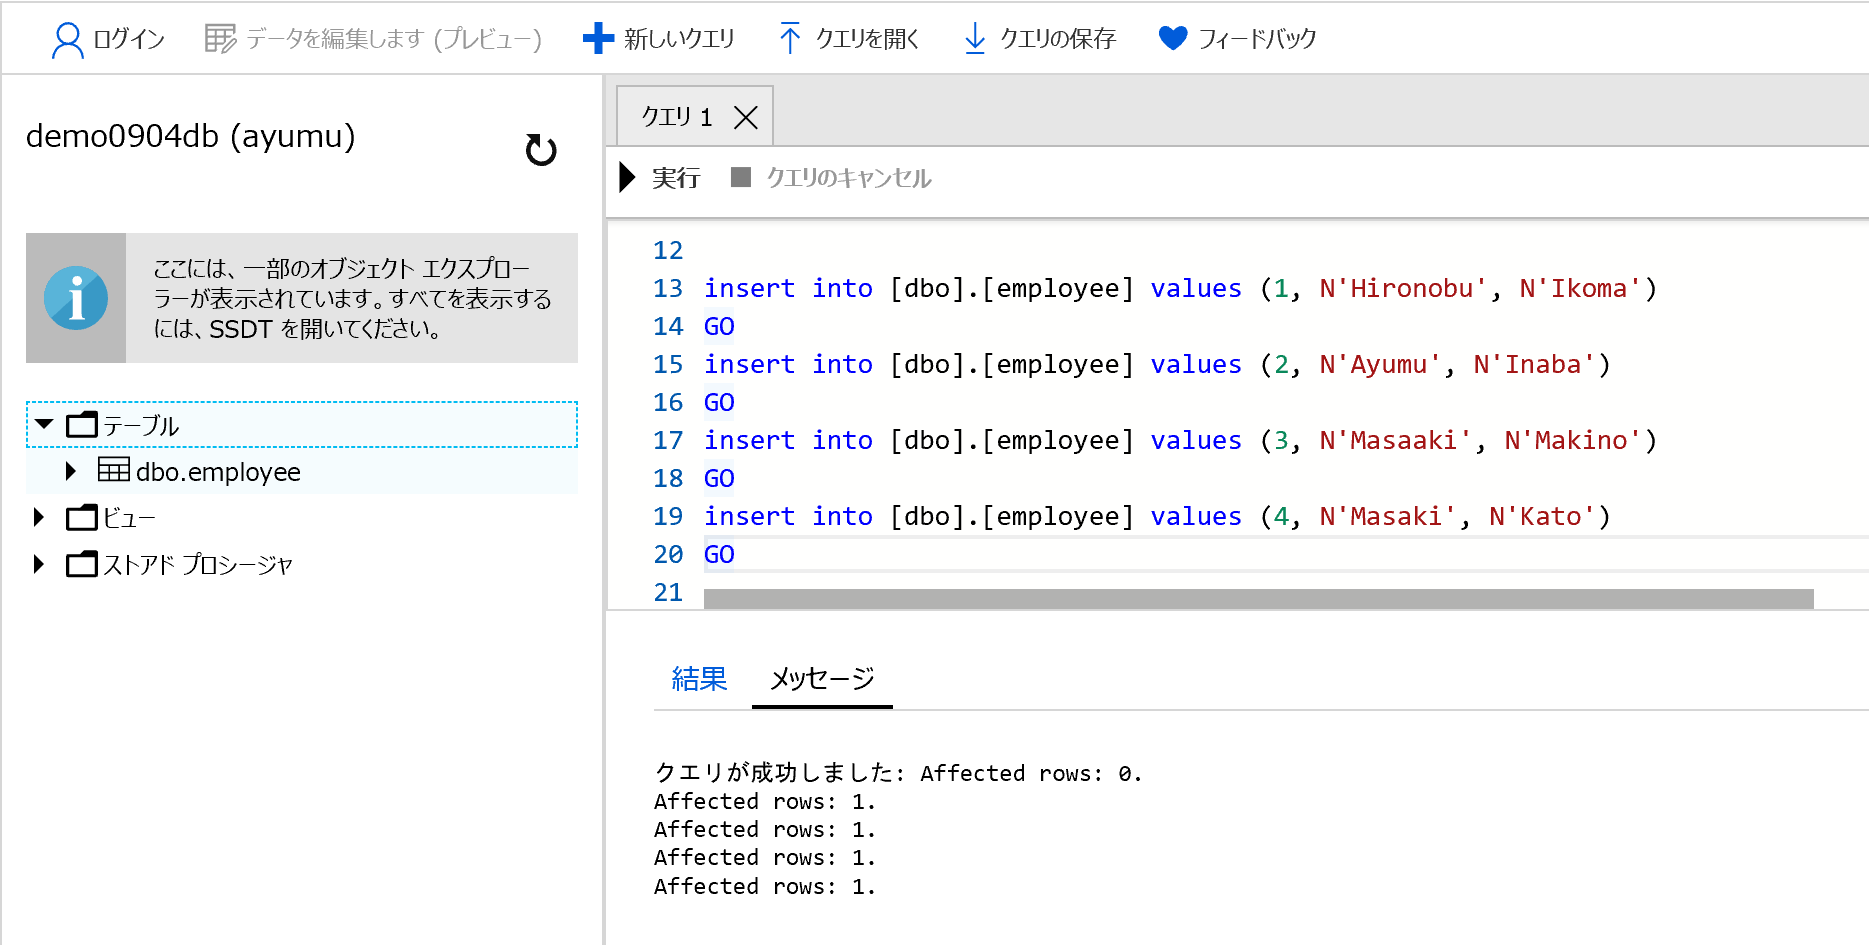 ログイン データを編集します (プレビュー) 新しいクエリ クエリを開く クエリの保存 フィードバック
demo0904db (ayumu)
ここには、一部のオブジェクト エクスプロー
ラーが表示されています。すべてを表示する
には、SSDT を開いてください。
テーブル
dbo.employee
ビュー
ストアド プロシージャ
クエリ 1
実行 クエリのキャンセル
12
13 insert into [dbo].[employee] values (1, N'Hironobu', N'Ikoma')
14 GO
15 insert into [dbo].[employee] values (2, N'Ayumu', N'Inaba')
16 GO
17 insert into [dbo].[employee] values (3, N'Masaaki', N'Makino')
18 GO
19 insert into [dbo].[employee] values (4, N'Masaki', N'Kato')
20 GO
21
結果 メッセージ
クエリが成功しました: Affected rows: 0.
Affected rows: 1.
Affected rows: 1.
Affected rows: 1.
Affected rows: 1.